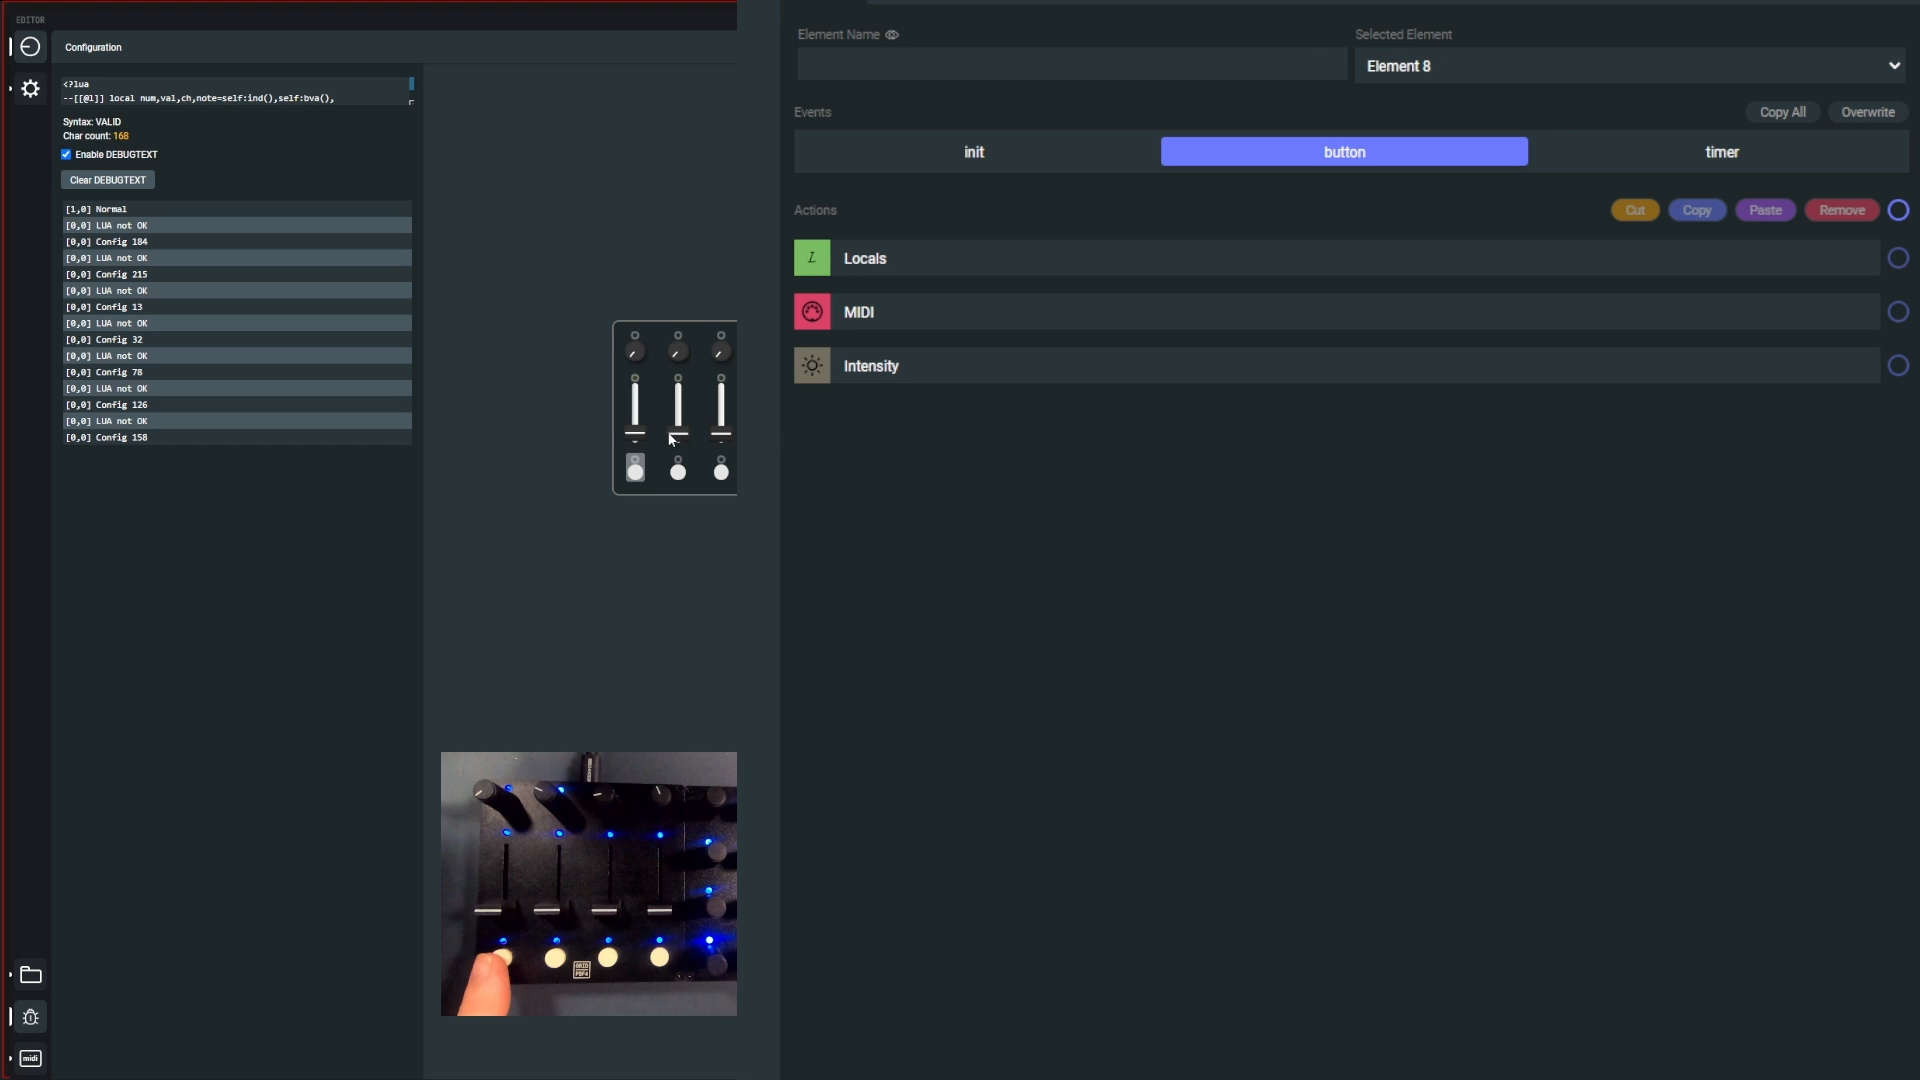 EDITOR
Configuration
<?lua
--[[@l]] local num,val,ch,note=self:ind(),self:bva(),
Syntax: VALID
Char count: 168
Enable DEBUGTEXT
Clear DEBUGTEXT
[1,0] Normal
[0,0] LUA not OK
[0,0] Config 184
[0,0] LUA not OK
[0,0] Config 215
[0,0] LUA not OK
[0,0] Config 13
[0,0] LUA not OK
[0,0] Config 32
[0,0] LUA not OK
[0,0] Config 78
[0,0] LUA not OK
[0,0] Config 126
[0,0] LUA not OK
[0,0] Config 158
midi
GRID
PBF4
Element Name
Selected Element
Element 8
Events
Copy All
Overwrite
init
button
timer
Actions
Cut
Copy
Paste
Remove
L
Locals
MIDI
Intensity